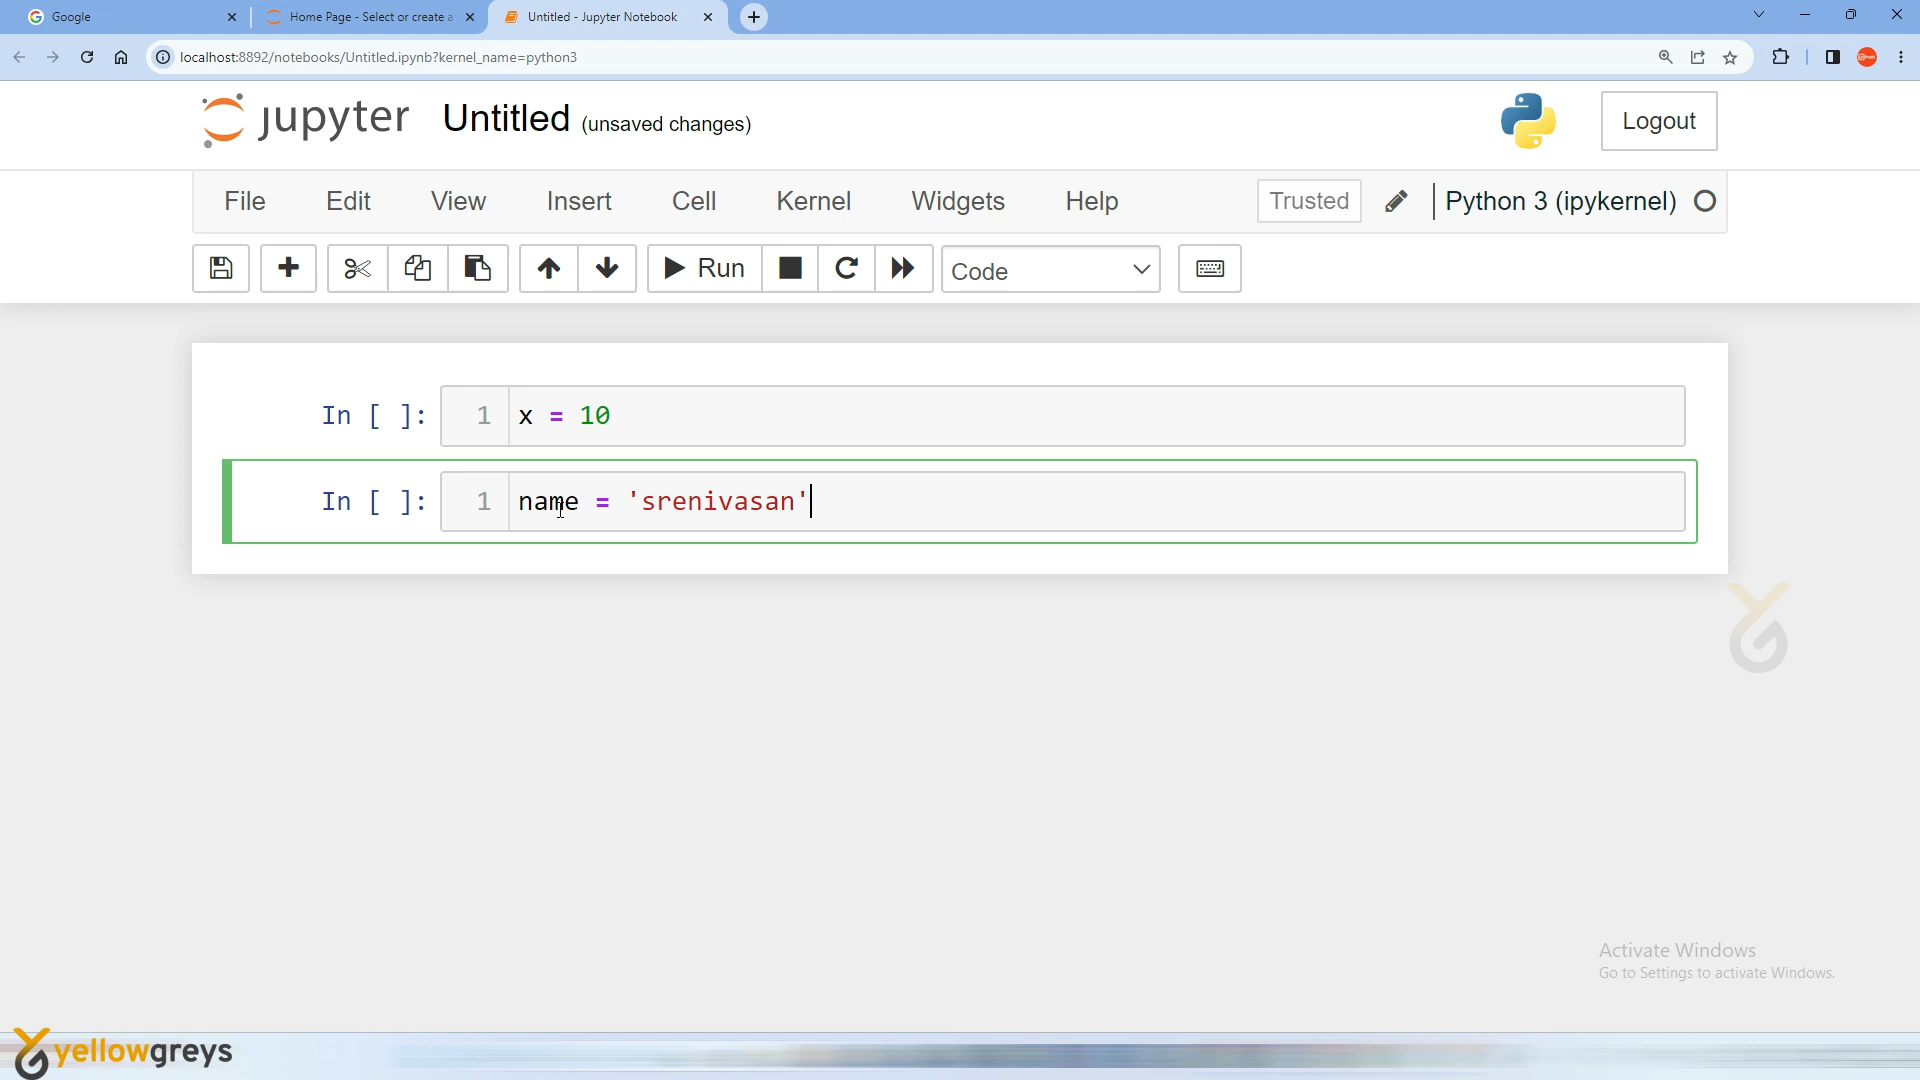 Google
Home Page - Select or create a
Untitled - Jupyter Notebook
localhost:8892/notebooks/Untitled.ipynb?kernel_name=python3
jupyter Untitled (unsaved changes)
Logout
File Edit View Insert Cell Kernel Widgets Help Trusted Python 3 (ipykernel)
Run Code
In [ ]: 1 x = 10
In [ ]: 1 name = 'srenivasan'
Activate Windows
Go to Settings to activate Windows.
yellowgreys